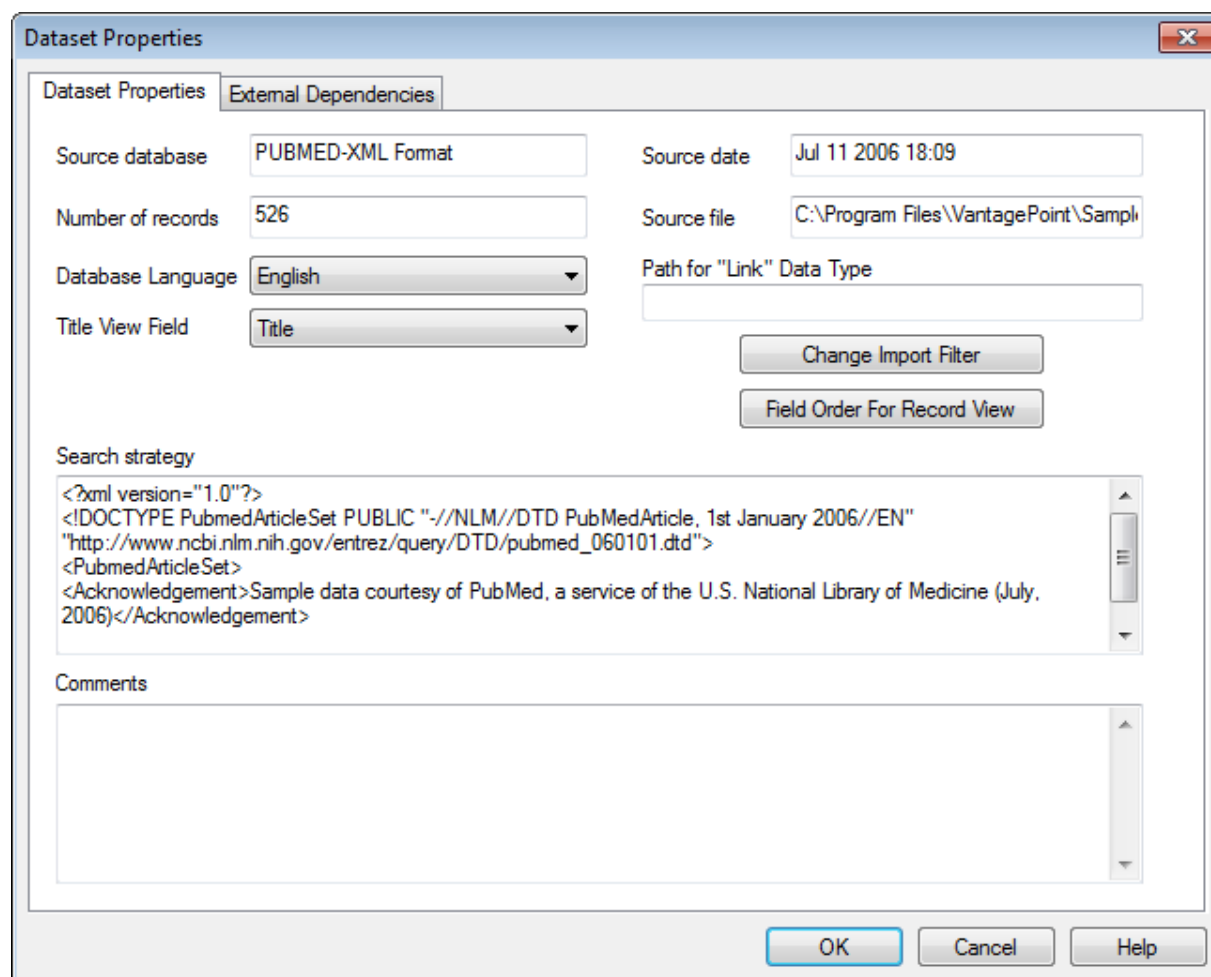 Dataset Properties
Dataset Properties
External Dependencies
Source database
PUBMED-XML Format
Source date
Jul 11 2006 18:09
Number of records
526
Source file
C:\Program Files\VantagePoint\Sampl
Database Language
English
Path for "Link" Data Type
Title View Field
Title
Change Import Filter
Field Order For Record View
Search strategy
<?xml version="1.0"?>
<!DOCTYPE PubmedArticleSet PUBLIC "-//NLM//DTD PubMedArticle, 1st January 2006//EN"
"http://www.ncbi.nlm.nih.gov/entrez/query/DTD/pubmed_060101.dtd">
<PubmedArticleSet>
<Acknowledgement>Sample data courtesy of PubMed, a service of the U.S. National Library of Medicine (July,
2006)</Acknowledgement>
Comments
OK
Cancel
Help